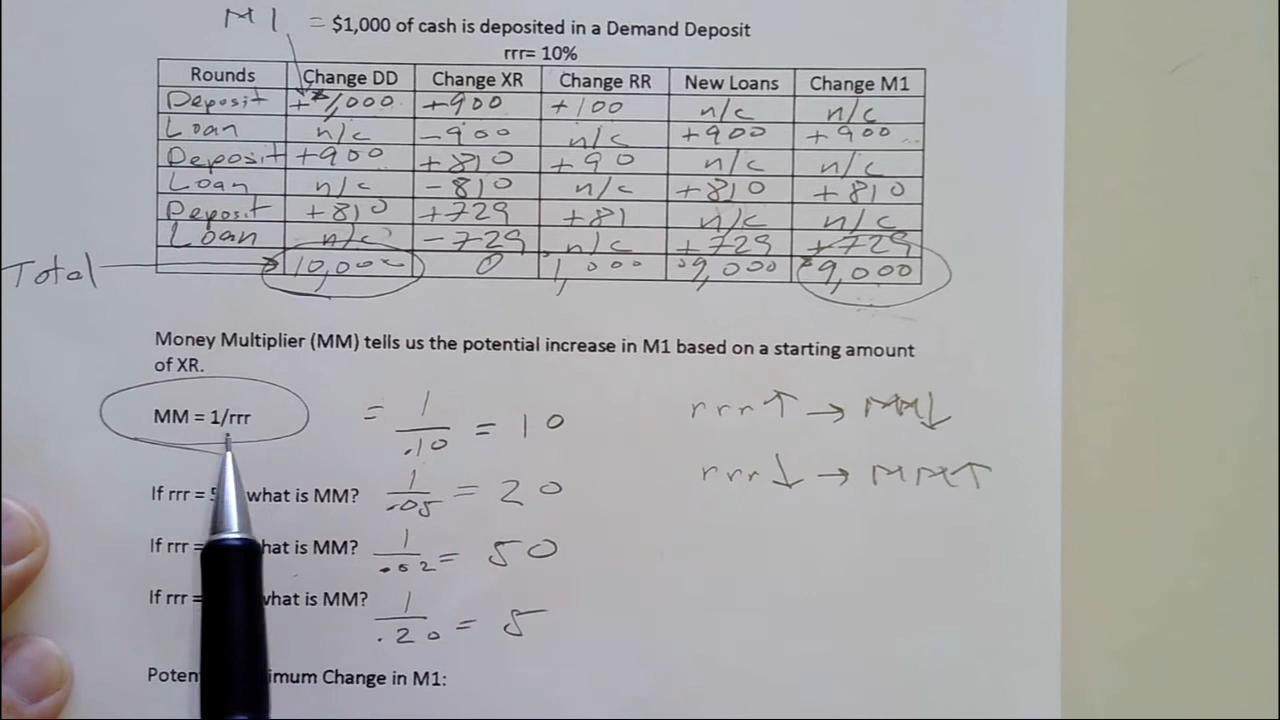 M1 = $1,000 of cash is deposited in a Demand Deposit
rrr= 10%
Rounds Change DD Change XR Change RR New Loans Change M1
Deposit +$1,000 +900 +100 n/c n/c
Loan n/c -900 n/c +900 +900
Deposit +900 +810 +90 n/c n/c
Loan n/c -810 n/c +810 +810
Deposit +810 +729 +81 n/c n/c
Loan n/c -729 n/c +729 +729
Total 10,000 0 1,000 9,000 9,000
Money Multiplier (MM) tells us the potential increase in M1 based on a starting amount
of XR.
MM = 1/rrr = 1/.10 = 10 rrr↑ → MM↓
If rrr = what is MM? 1/.05 = 20 rrr↓ → MM↑
If rrr = what is MM? 1/.02 = 50
If rrr = what is MM? 1/.20 = 5
Change in M1: